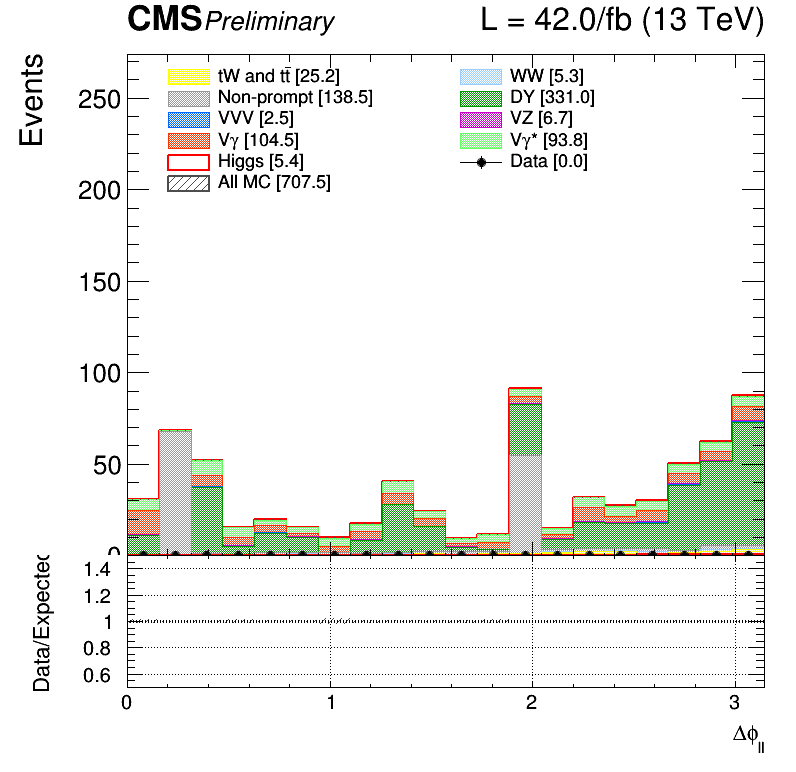 CMS Preliminary L = 42.0/fb (13 TeV)
Events
tW and tt̄ [25.2] WW [5.3]
Non-prompt [138.5] DY [331.0]
VVV [2.5] VZ [6.7]
Vγ [104.5] Vγ* [93.8]
Higgs [5.4] Data [0.0]
All MC [707.5]
250
200
150
100
50
0
Data/Expected
1.4
1.2
1
0.8
0.6
0 1 2 3
Δϕll